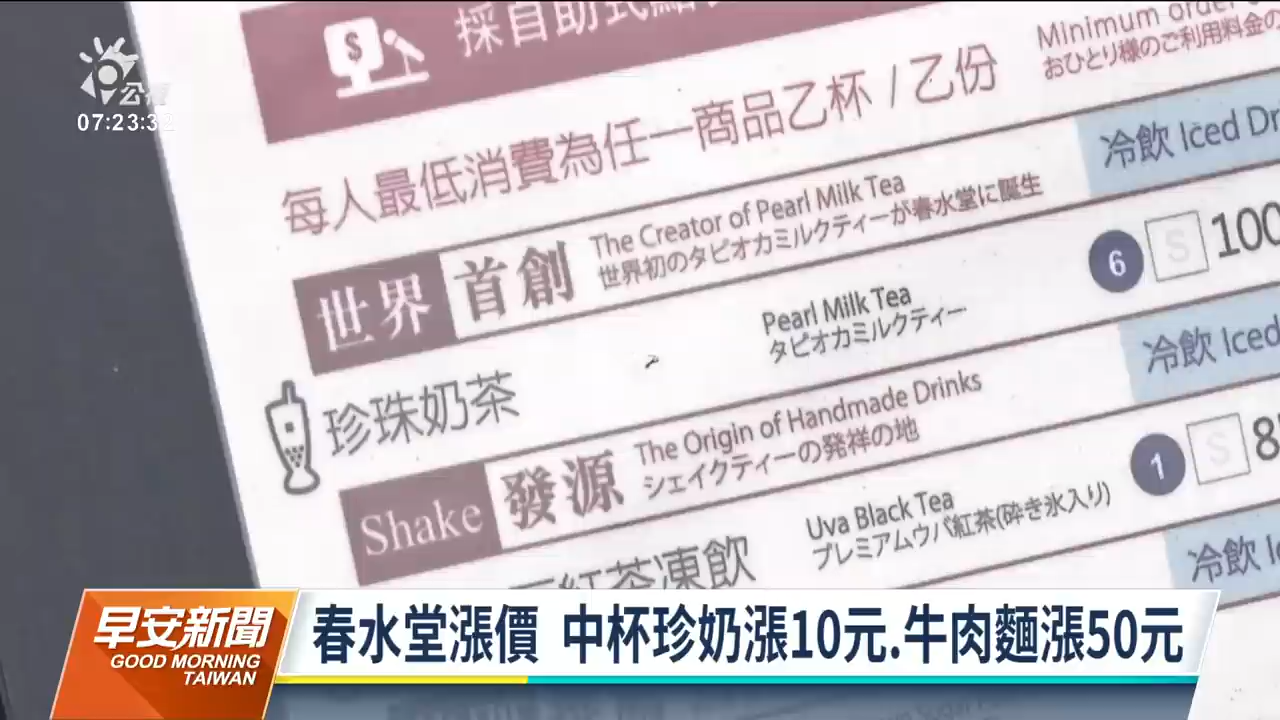 公視
07:23:3
採自助式點
Minimum order
おひとり様のご利用料金の
每人最低消費為任一商品乙杯 / 乙份
冷飲 Iced Dr
世界首創
The Creator of Pearl Milk Tea
世界初のタピオカミルクティーが春水堂に誕生
6 S 100
Pearl Milk Tea
タピオカミルクティー
珍珠奶茶
冷飲 Iced
Shake 發源
The Origin of Handmade Drinks
シェイクティーの発祥の地
1 S 8
Uva Black Tea
プレミアムウバ紅茶(砕き氷入り)
紅茶凍飲
冷飲 Ic
早安新聞
GOOD MORNING
TAIWAN
春水堂漲價 中杯珍奶漲10元.牛肉麵漲50元